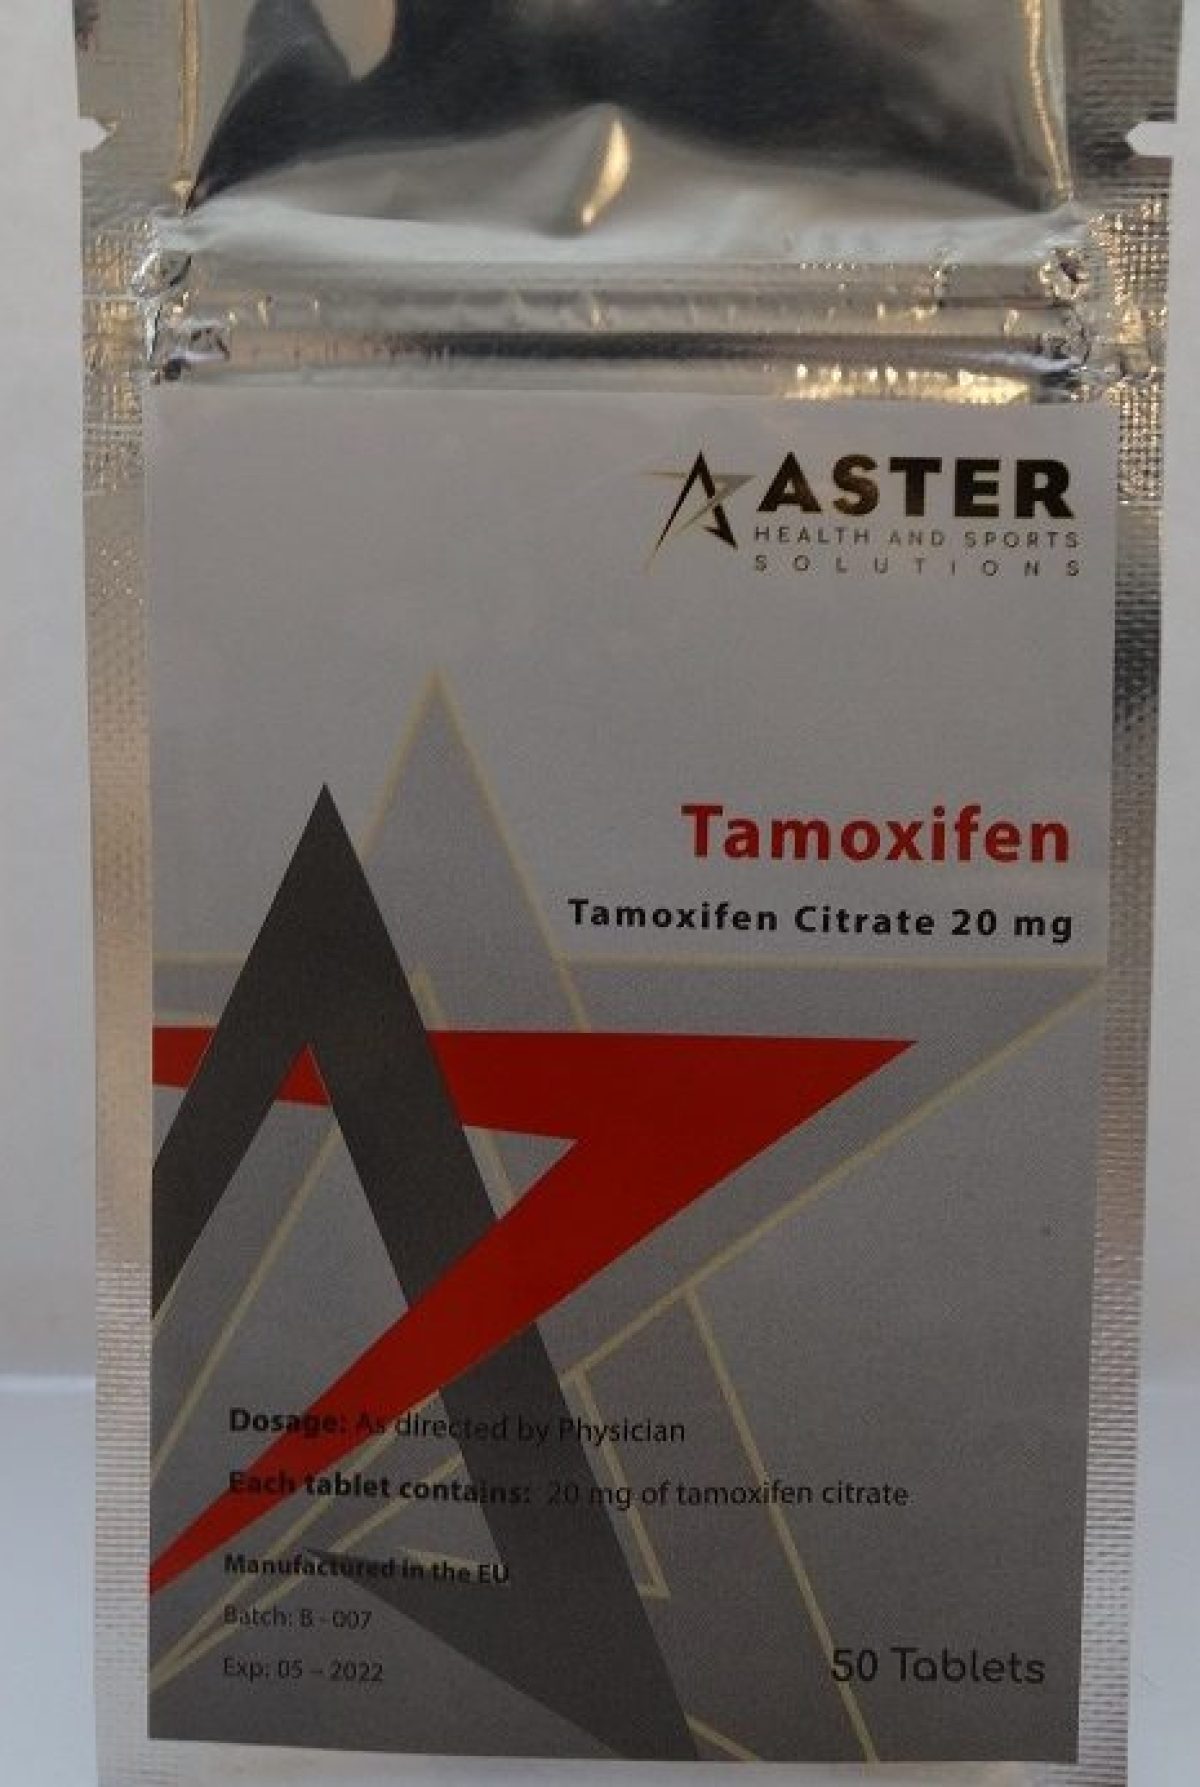 ASTER
HEALTH AND SPORTS
SOLUTIONS
Tamoxifen
Tamoxifen Citrate 20 mg
Dosage: As directed by Physician
Each tablet contains: 20 mg of tamoxifen citrate
Manufactured in the EU
Batch: B - 007
Exp: 05 – 2022
50 Tablets